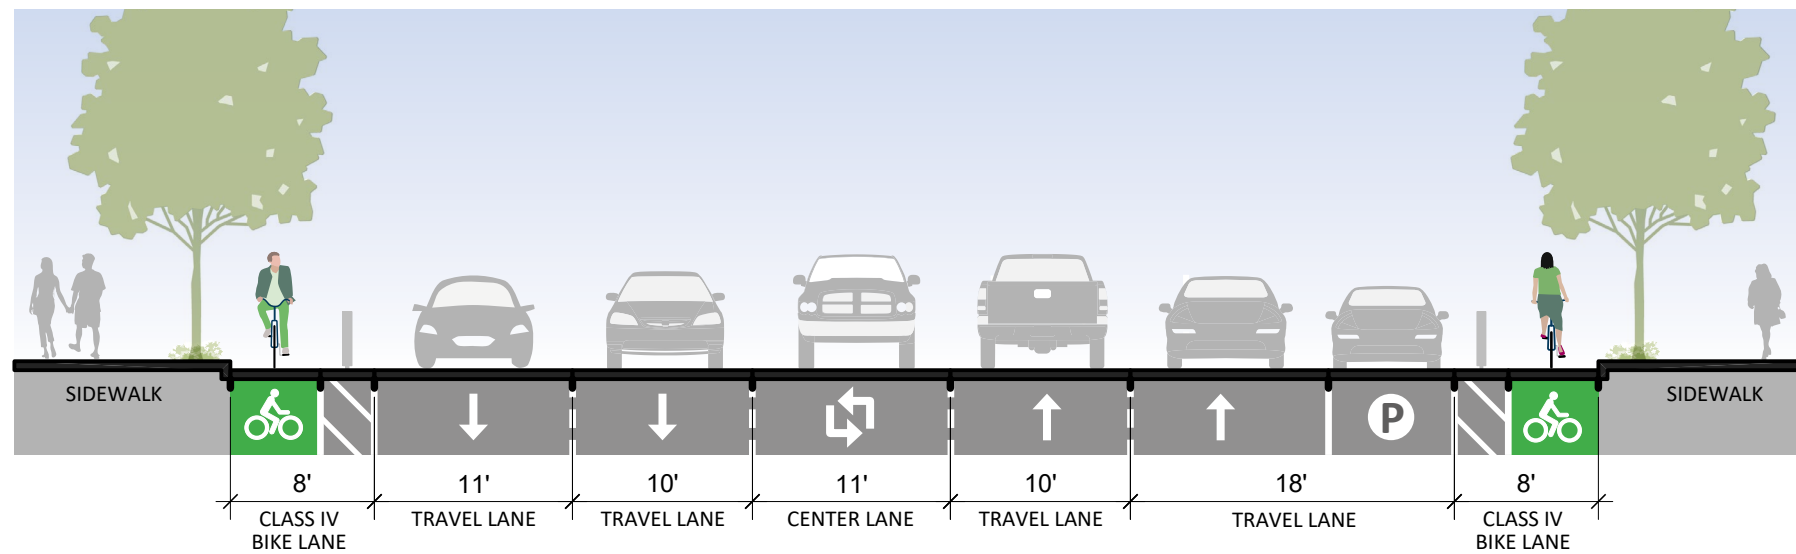 SIDEWALK
SIDEWALK
P
8'
11'
10'
11'
10'
18'
8'
CLASS IV
BIKE LANE
TRAVEL LANE
TRAVEL LANE
CENTER LANE
TRAVEL LANE
TRAVEL LANE
CLASS IV
BIKE LANE